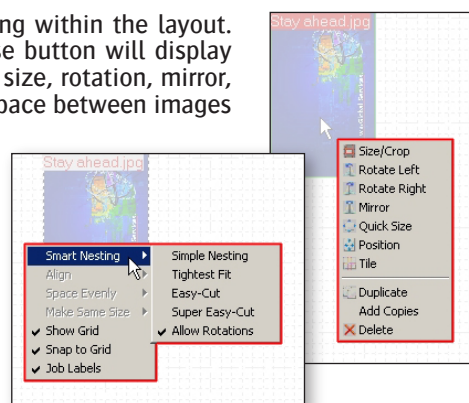 ng within the layout.
se button will display
size, rotation, mirror,
pace between images
Stay ahead.jpg
Size/Crop
Rotate Left
Rotate Right
Mirror
Quick Size
Position
Tile
Duplicate
Add Copies
Delete
Stay ahead.jpg
Smart Nesting
Align
Space Evenly
Make Same Size
Show Grid
Snap to Grid
Job Labels
Simple Nesting
Tightest Fit
Easy-Cut
Super Easy-Cut
Allow Rotations